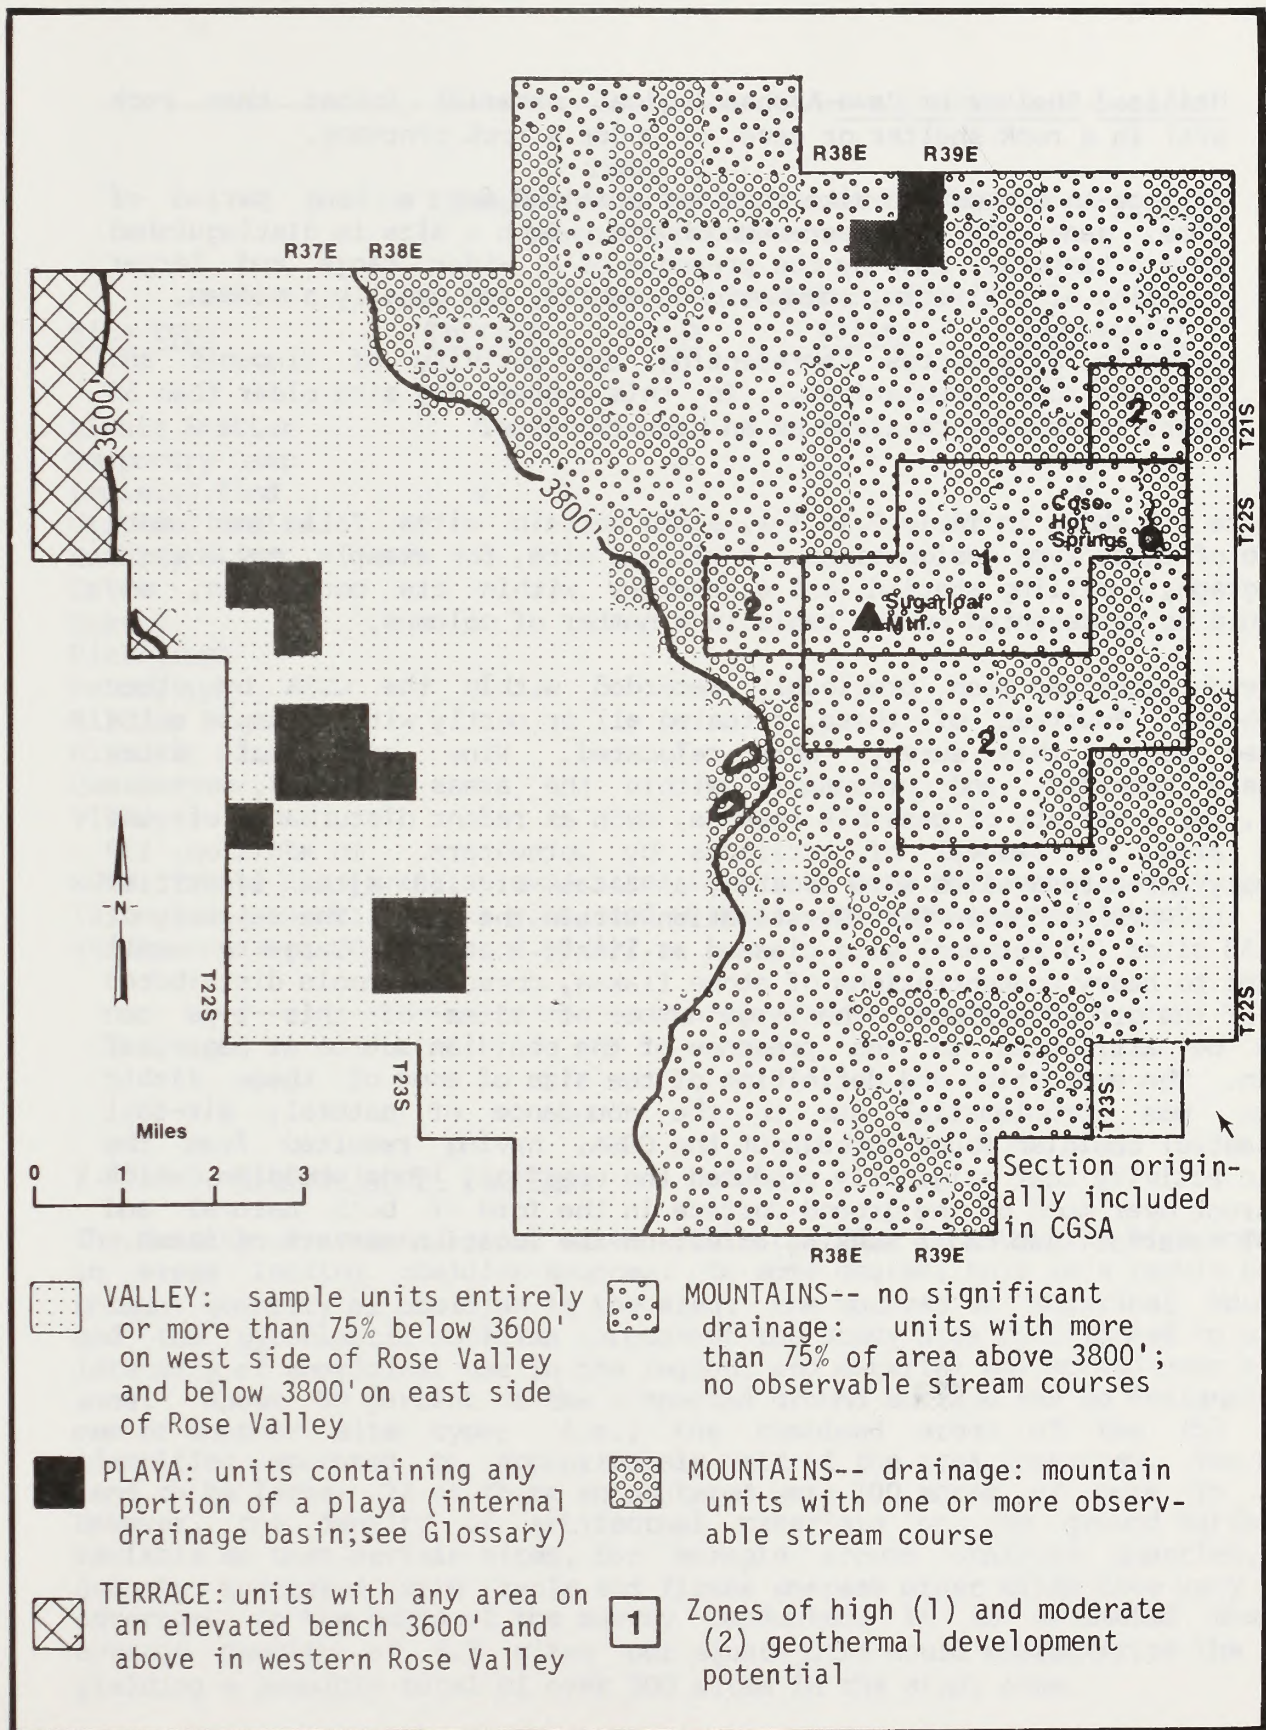 R38E R39E
R37E R38E
3600'
T21S
2
3800'
Coso
Hot
Springs
T22S
1
2
Sugarloaf
Mtn.
2
-N-
T22S
T22S
T23S
T23S
Miles
0 1 2 3
Section origin-
ally included
in CGSA
R38E R39E
VALLEY: sample units entirely
or more than 75% below 3600'
on west side of Rose Valley
and below 3800'on east side
of Rose Valley
PLAYA: units containing any
portion of a playa (internal
drainage basin;see Glossary)
TERRACE: units with any area on
an elevated bench 3600' and
above in western Rose Valley
MOUNTAINS-- no significant
drainage: units with more
than 75% of area above 3800';
no observable stream courses
MOUNTAINS-- drainage: mountain
units with one or more observ-
able stream course
1 Zones of high (1) and moderate
(2) geothermal development
potential